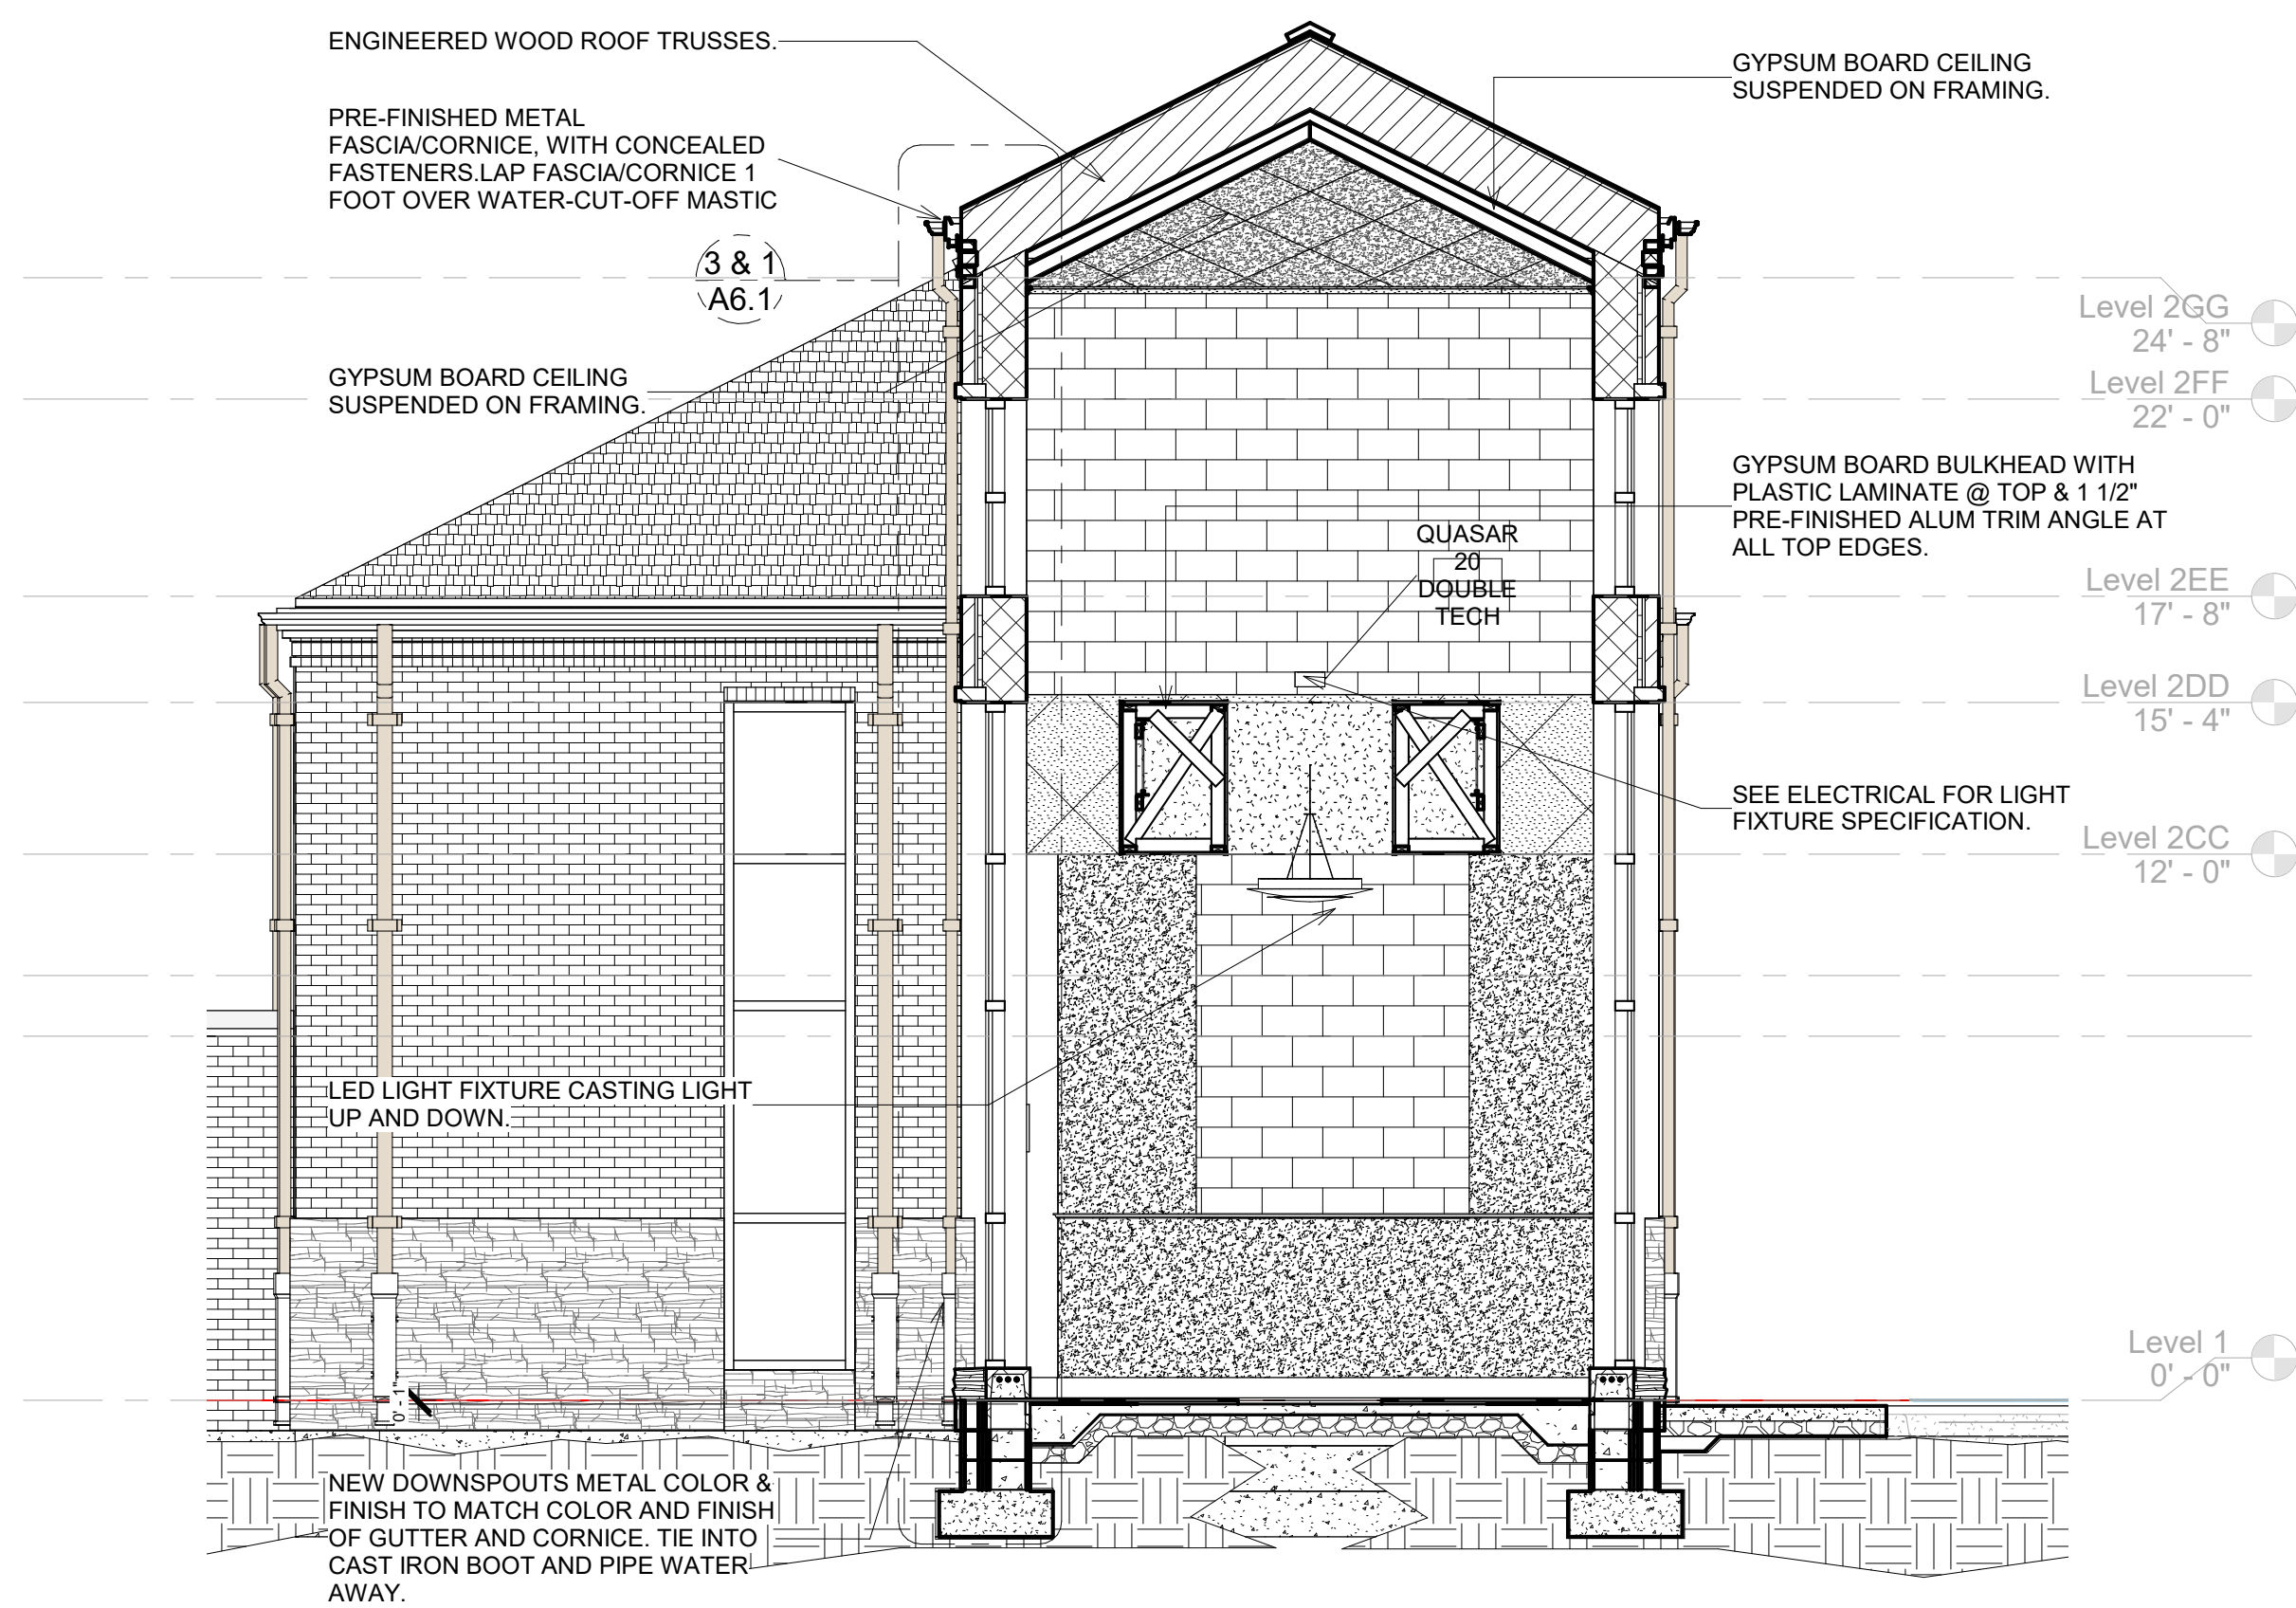 ENGINEERED WOOD ROOF TRUSSES.
PRE-FINISHED METAL
FASCIA/CORNICE, WITH CONCEALED
FASTENERS.LAP FASCIA/CORNICE 1
FOOT OVER WATER-CUT-OFF MASTIC
3 & 1
A6.1
GYPSUM BOARD CEILING
SUSPENDED ON FRAMING.
LED LIGHT FIXTURE CASTING LIGHT
UP AND DOWN.
0' - 1"
NEW DOWNSPOUTS METAL COLOR &
FINISH TO MATCH COLOR AND FINISH
OF GUTTER AND CORNICE. TIE INTO
CAST IRON BOOT AND PIPE WATER
AWAY.
QUASAR
20
DOUBLE
TECH
GYPSUM BOARD CEILING
SUSPENDED ON FRAMING.
Level 2GG
24' - 8"
Level 2FF
22' - 0"
GYPSUM BOARD BULKHEAD WITH
PLASTIC LAMINATE @ TOP & 1 1/2"
PRE-FINISHED ALUM TRIM ANGLE AT
ALL TOP EDGES.
Level 2EE
17' - 8"
Level 2DD
15' - 4"
SEE ELECTRICAL FOR LIGHT
FIXTURE SPECIFICATION.
Level 2CC
12' - 0"
Level 1
0' - 0"